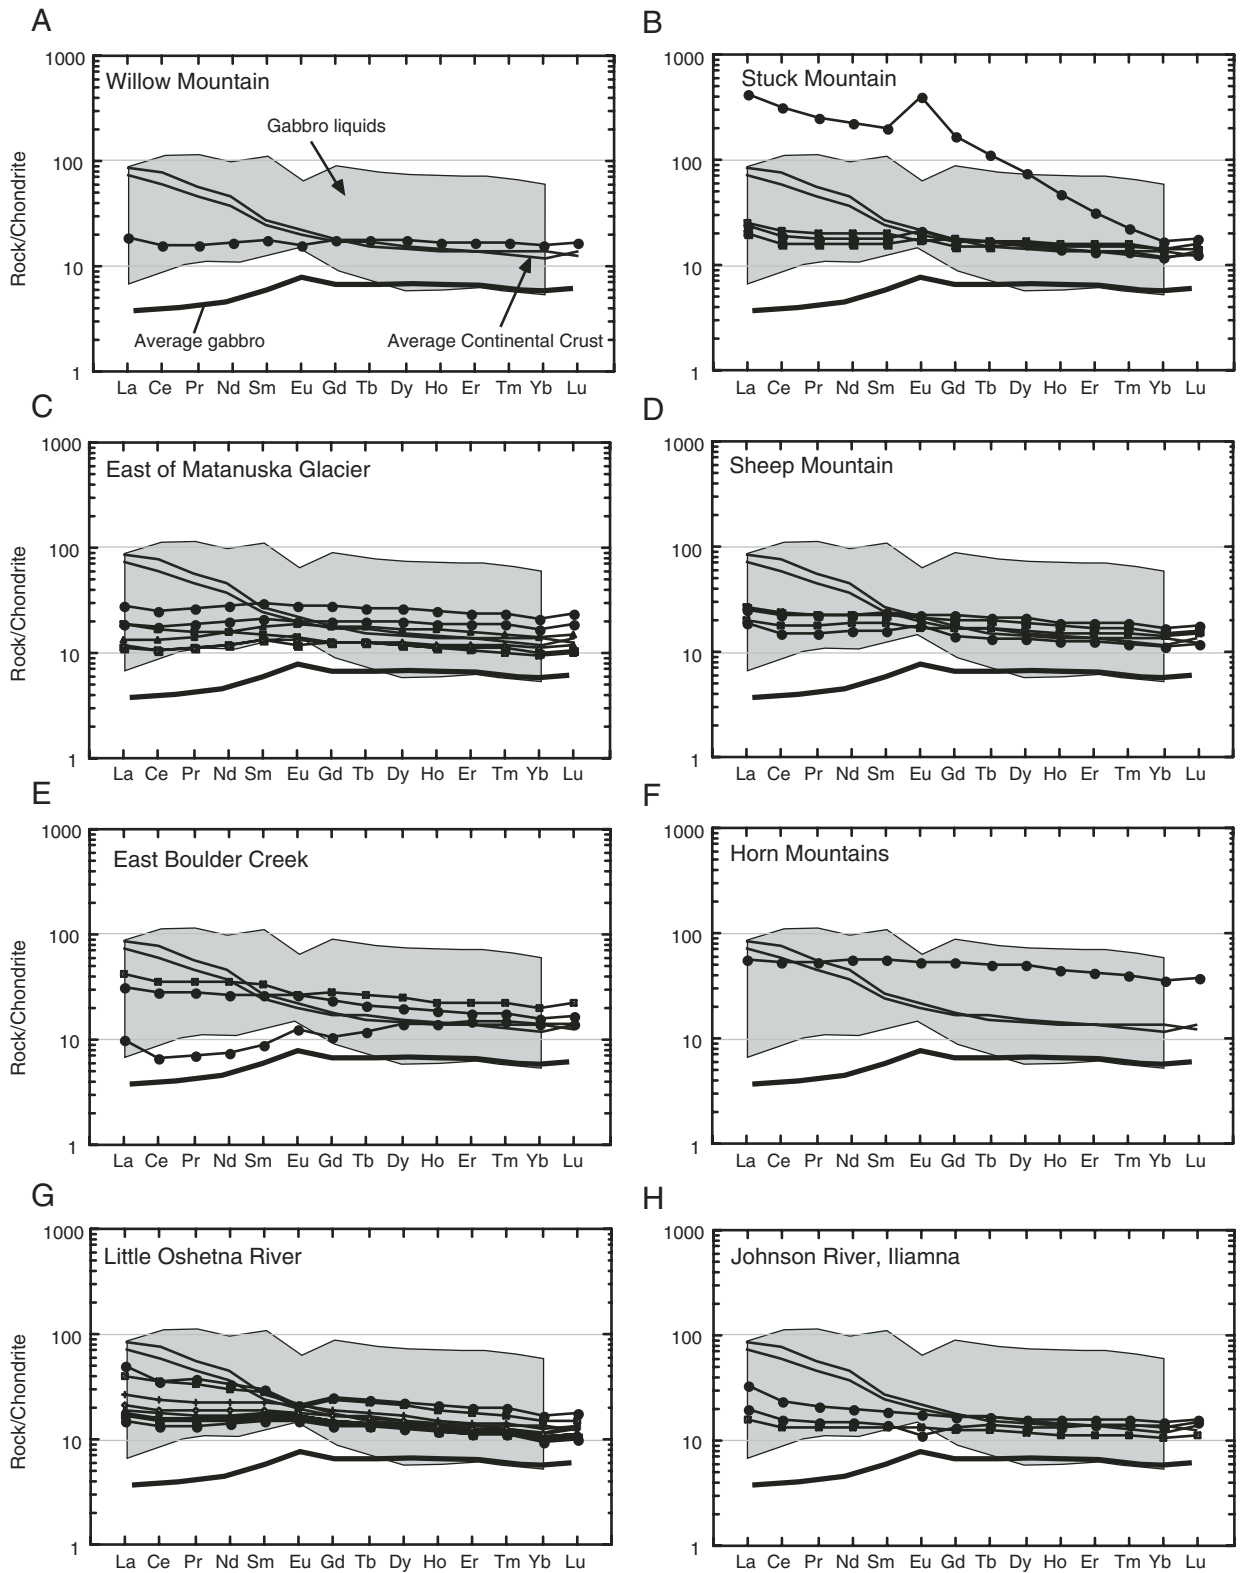 A
B
1000
Willow Mountain
Gabbro liquids
100
10
1
Rock/Chondrite
Average gabbro
Average Continental Crust
La Ce Pr Nd Sm Eu Gd Tb Dy Ho Er Tm Yb Lu
1000
Stuck Mountain
100
10
1
La Ce Pr Nd Sm Eu Gd Tb Dy Ho Er Tm Yb Lu
C
D
1000
East of Matanuska Glacier
100
10
1
Rock/Chondrite
La Ce Pr Nd Sm Eu Gd Tb Dy Ho Er Tm Yb Lu
1000
Sheep Mountain
100
10
1
La Ce Pr Nd Sm Eu Gd Tb Dy Ho Er Tm Yb Lu
E
F
1000
East Boulder Creek
100
10
1
Rock/Chondrite
La Ce Pr Nd Sm Eu Gd Tb Dy Ho Er Tm Yb Lu
1000
Horn Mountains
100
10
1
La Ce Pr Nd Sm Eu Gd Tb Dy Ho Er Tm Yb Lu
G
H
1000
Little Oshetna River
100
10
1
Rock/Chondrite
La Ce Pr Nd Sm Eu Gd Tb Dy Ho Er Tm Yb Lu
1000
Johnson River, Iliamna
100
10
1
La Ce Pr Nd Sm Eu Gd Tb Dy Ho Er Tm Yb Lu